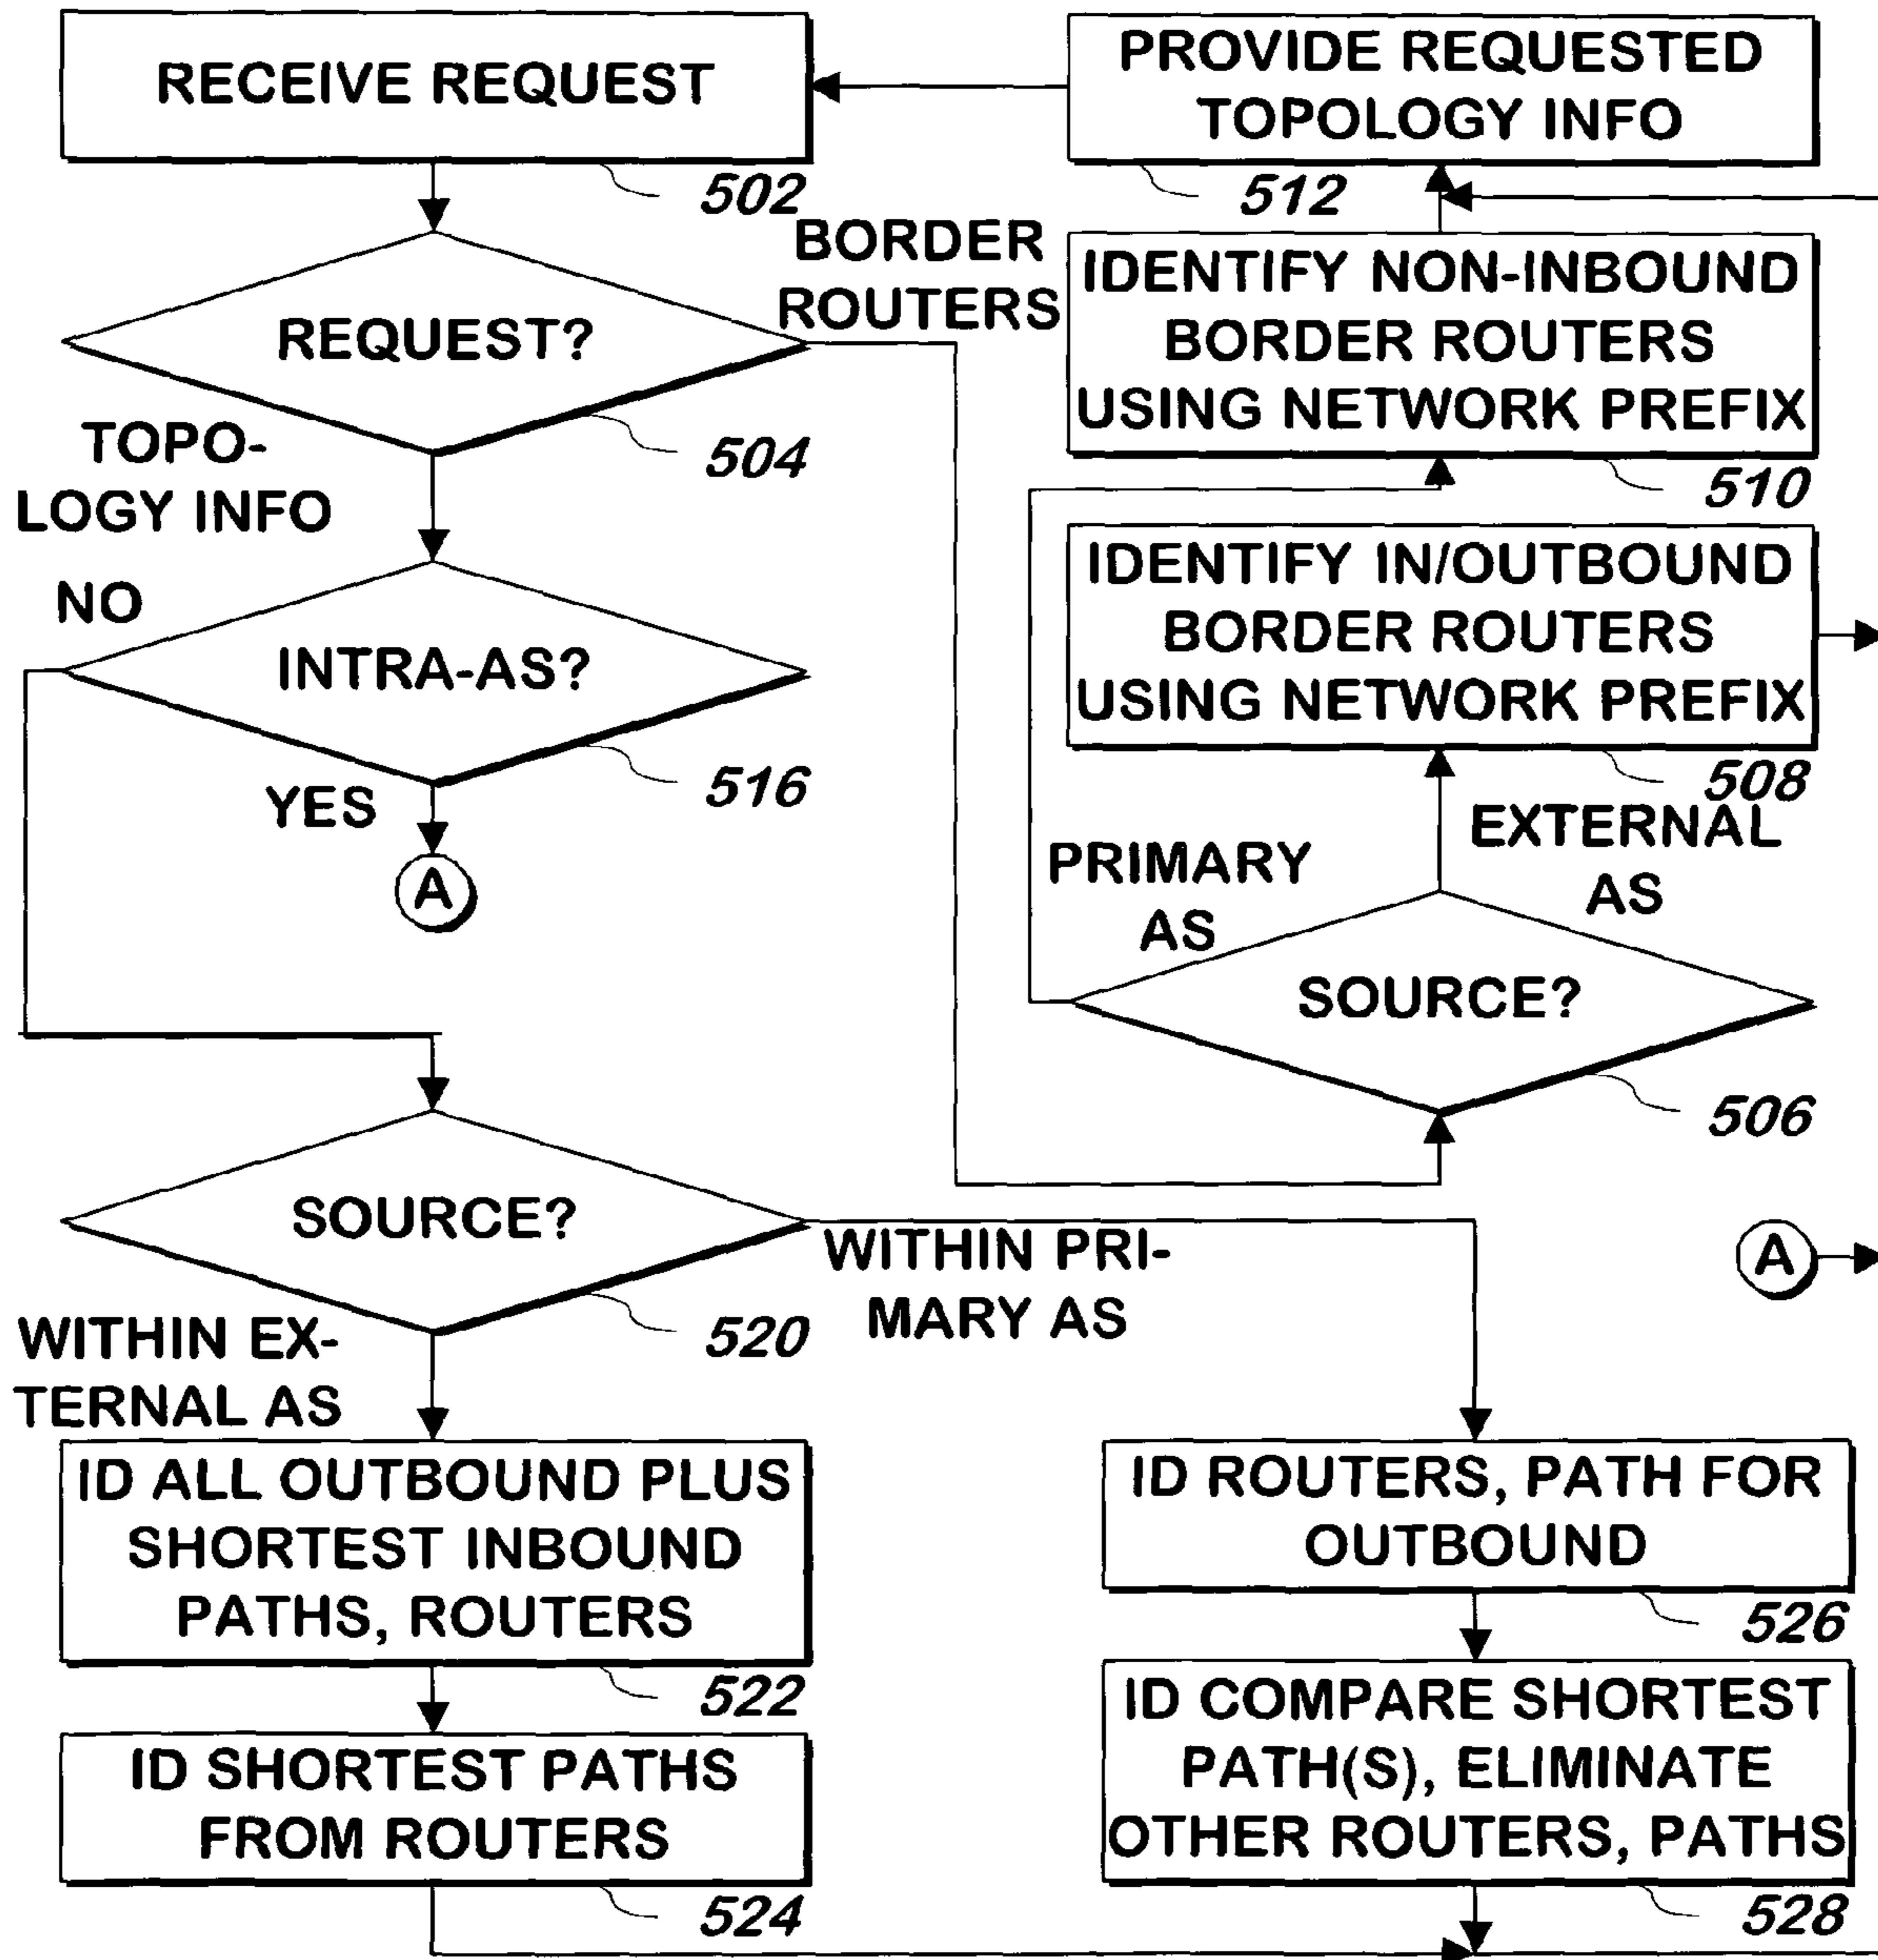 RECEIVE REQUEST
502
PROVIDE REQUESTED
TOPOLOGY INFO
512
REQUEST?
504
BORDER
ROUTERS
IDENTIFY NON-INBOUND
BORDER ROUTERS
USING NETWORK PREFIX
510
TOPO-
LOGY INFO
IDENTIFY IN/OUTBOUND
BORDER ROUTERS
USING NETWORK PREFIX
508
NO
INTRA-AS?
516
YES
A
PRIMARY
AS
EXTERNAL
AS
SOURCE?
506
SOURCE?
520
WITHIN PRI-
MARY AS
A
WITHIN EX-
TERNAL AS
ID ALL OUTBOUND PLUS
SHORTEST INBOUND
PATHS, ROUTERS
522
ID ROUTERS, PATH FOR
OUTBOUND
526
ID SHORTEST PATHS
FROM ROUTERS
524
ID COMPARE SHORTEST
PATH(S), ELIMINATE
OTHER ROUTERS, PATHS
528